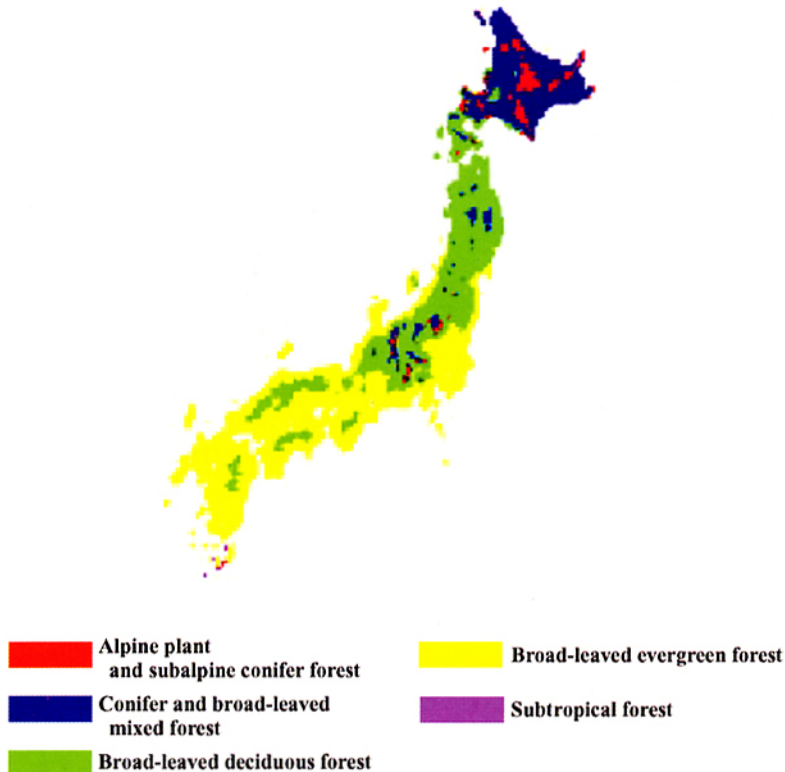 Alpine plant
and subalpine conifer forest
Conifer and broad-leaved
mixed forest
Broad-leaved deciduous forest
Broad-leaved evergreen forest
Subtropical forest